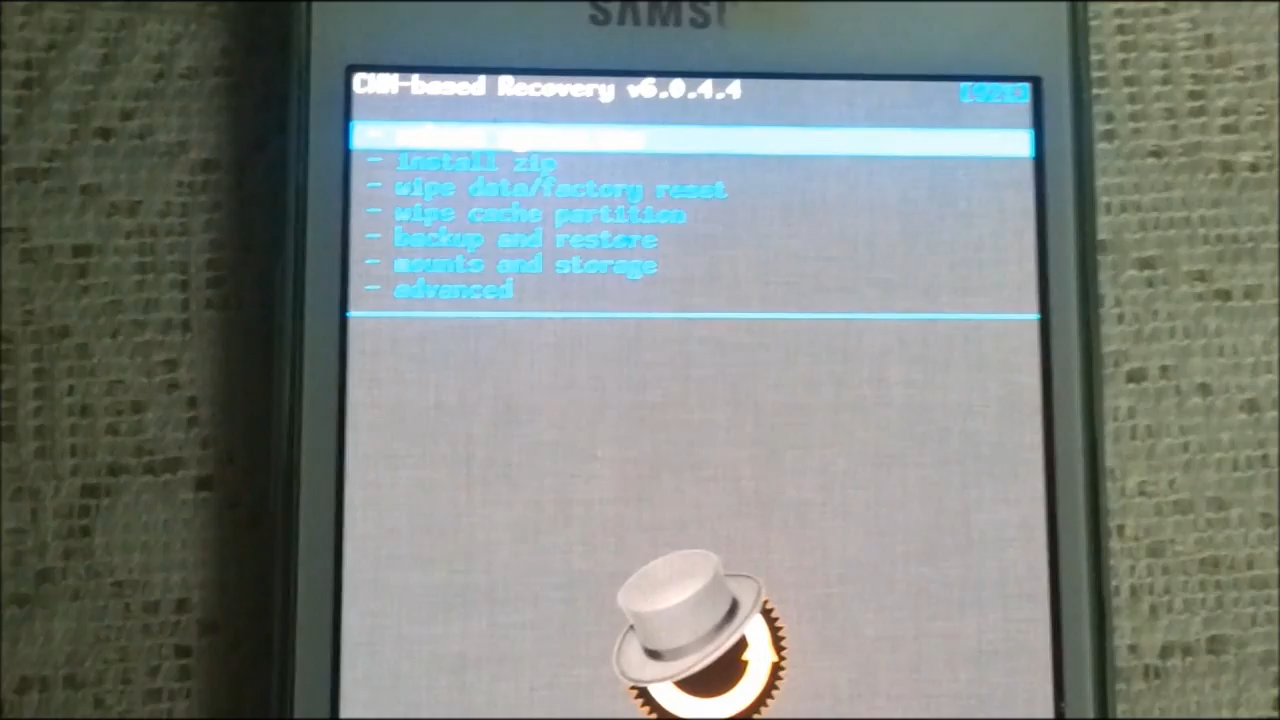 SAMSU
CWM-based Recovery v6.0.4.4
- install zip
- wipe data/factory reset
- wipe cache partition
- backup and restore
- mounts and storage
- advanced